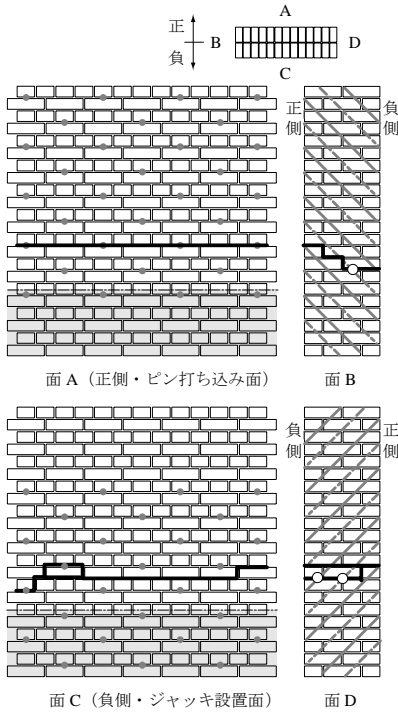 A
正
負
B
D
C
正側
負側
面 A（正側・ピン打ち込み面）
面 B
負側
正側
面 C（負側・ジャッキ設置面）
面 D